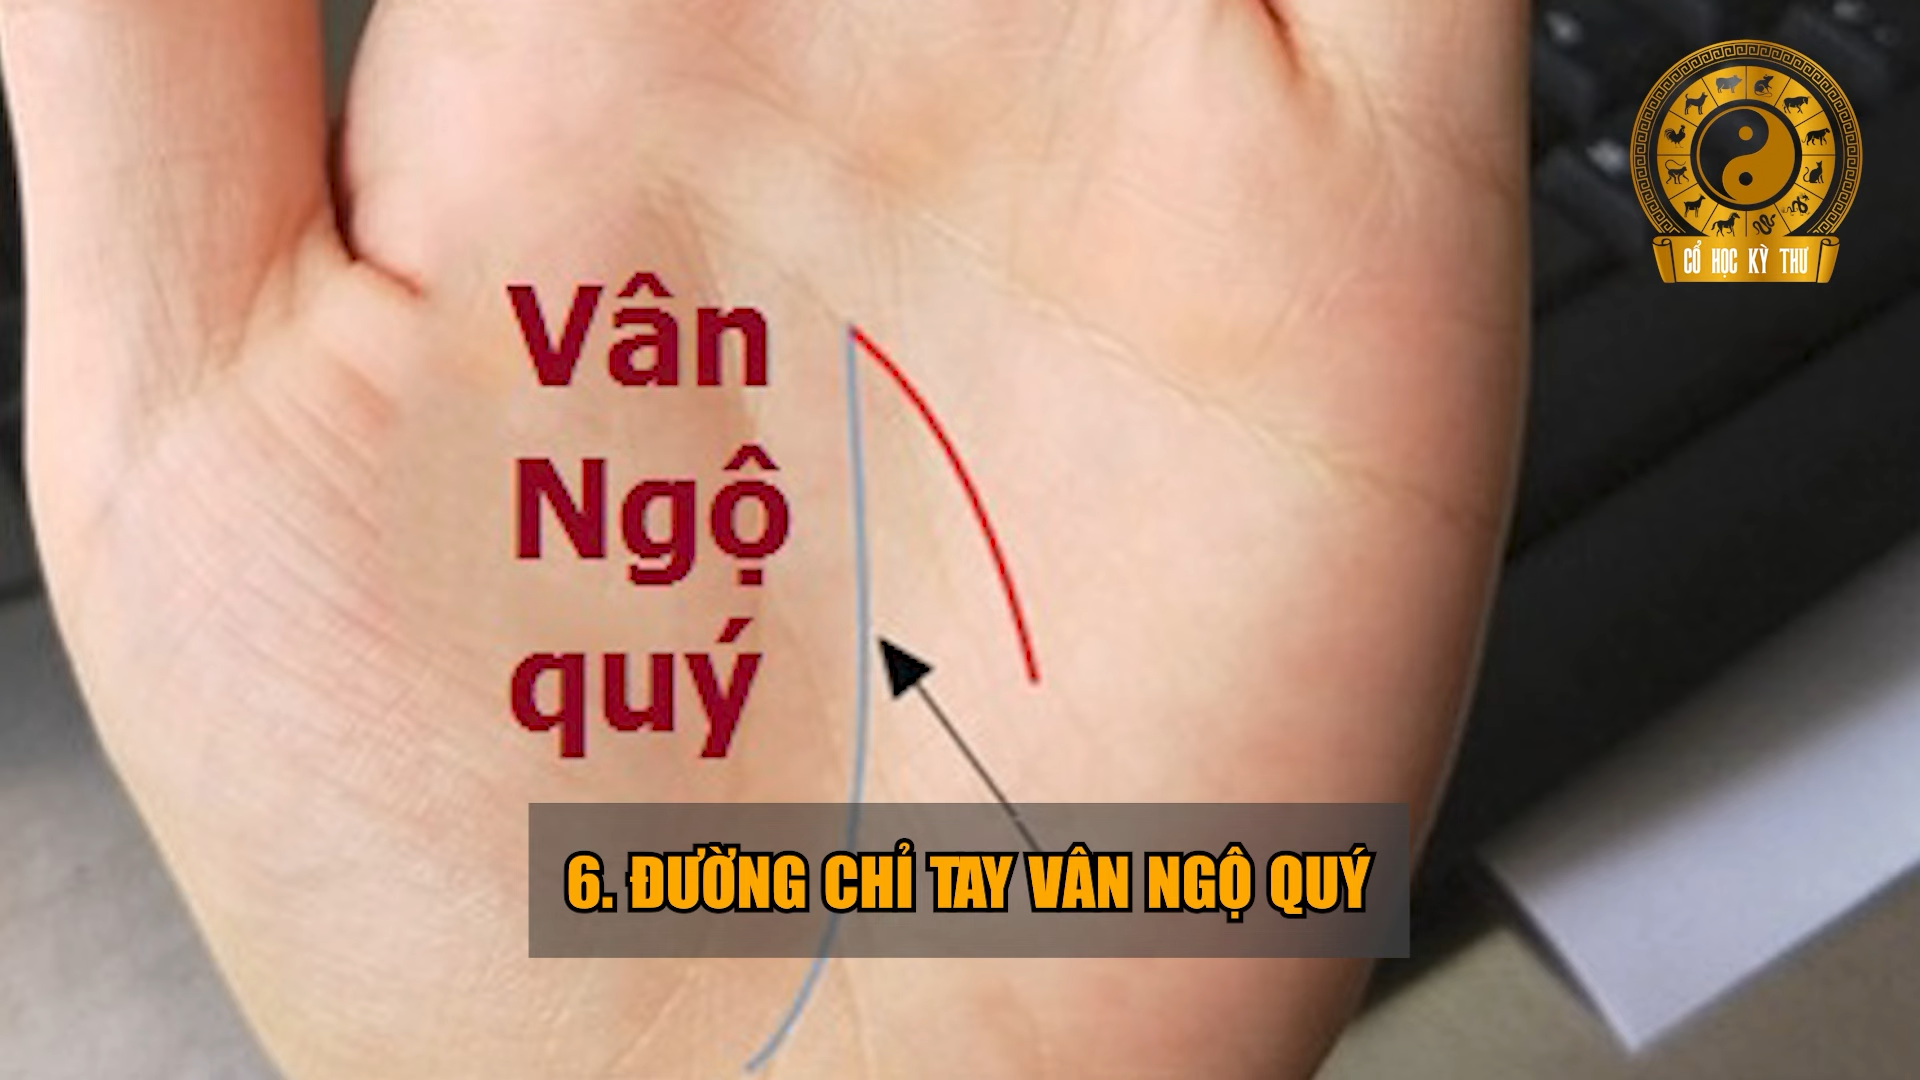 CỔ HỌC KỲ THƯ
Vân
Ngộ
quý
6. ĐƯỜNG CHỈ TAY VÂN NGỘ QUÝ